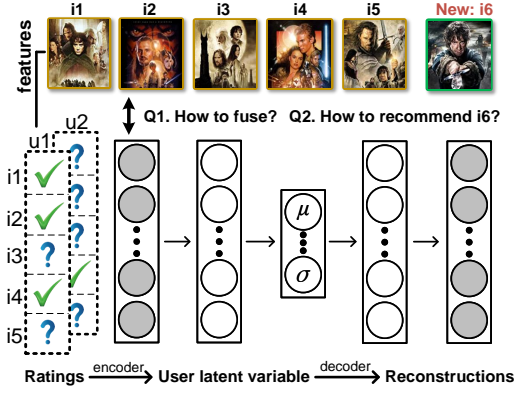 i1 i2 i3 i4 i5 New: i6
features
Q1. How to fuse? Q2. How to recommend i6?
u1 u2
i1 ✓ ?
i2 ✓ ?
i3 ?
i4 ✓ ✓
i5 ? ?
μ
σ
Ratings encoder User latent variable decoder Reconstructions